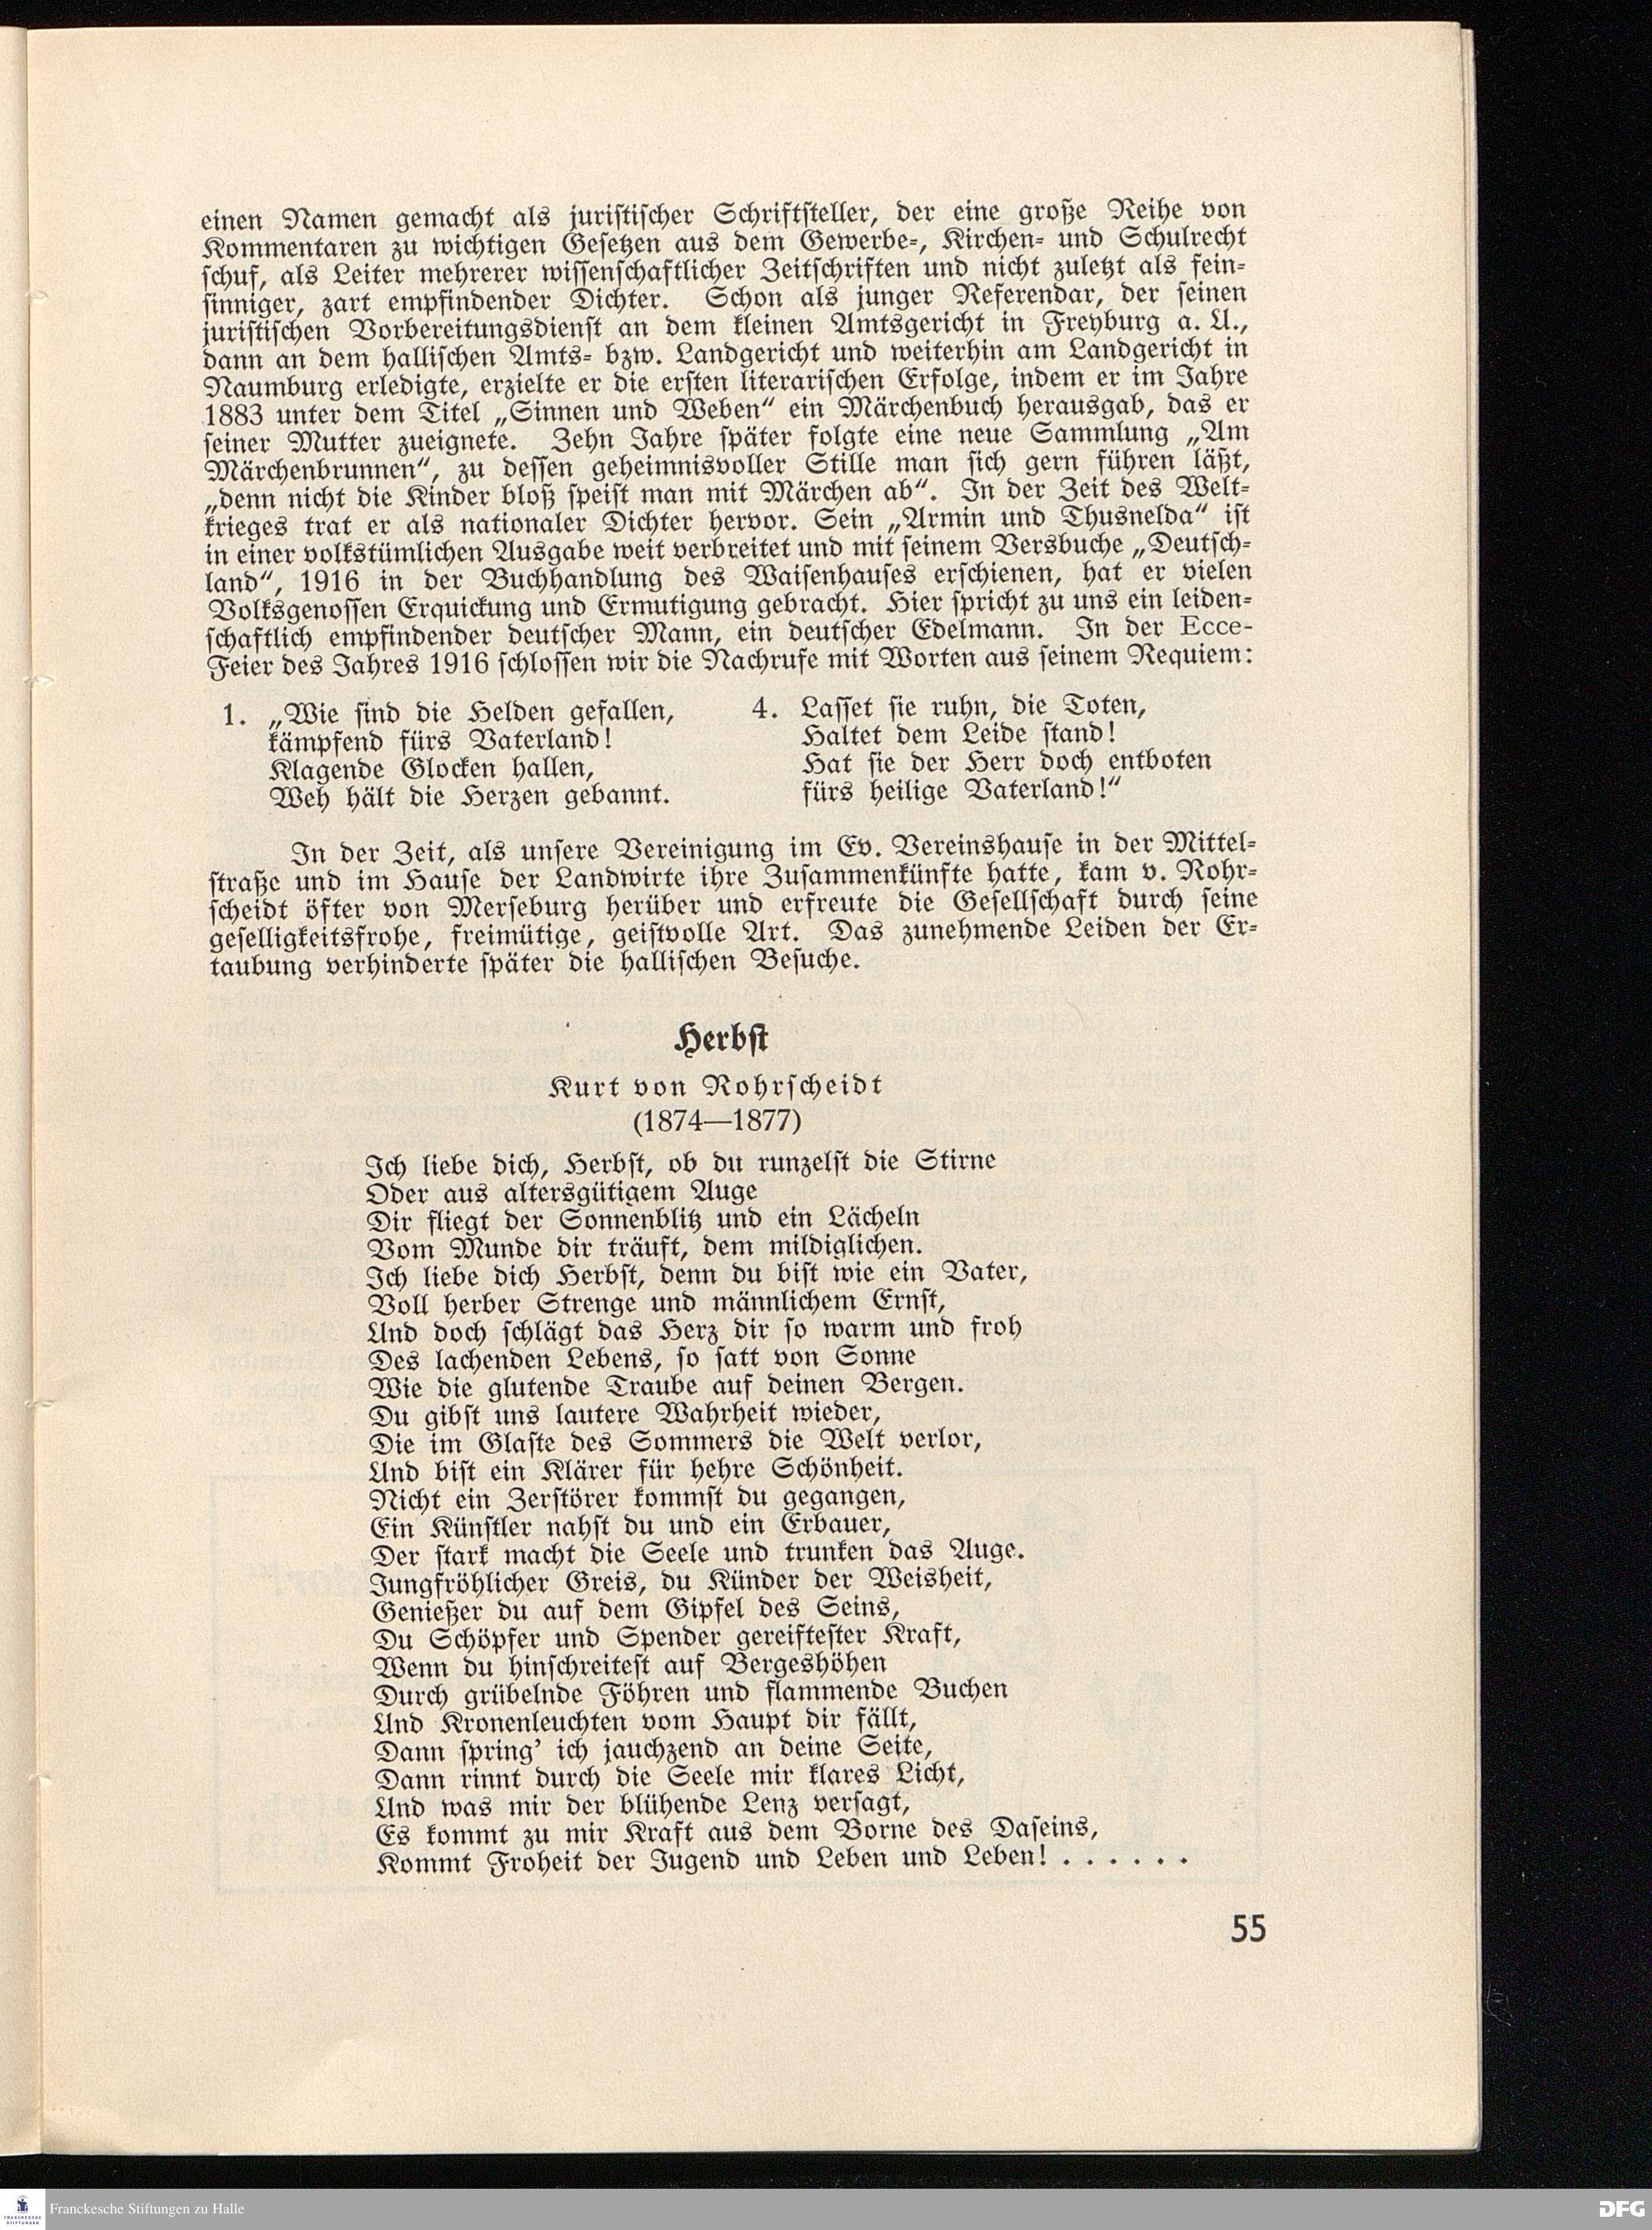 einen Namen gemacht als juristischer Schriftsteller, der eine große Reihe von
Kommentaren zu wichtigen Gesetzen aus dem Gewerbe-, Kirchen- und Schulrecht
schuf, als Leiter mehrerer wissenschaftlicher Zeitschriften und nicht zuletzt als fein-
sinniger, zart empfindender Dichter. Schon als junger Referendar, der seinen
juristischen Vorbereitungsdienst an dem kleinen Amtsgericht in Freyburg a. U.,
dann an dem hallischen Amts- bzw. Landgericht und weiterhin am Landgericht in
Naumburg erledigte, erzielte er die ersten literarischen Erfolge, indem er im Jahre
1883 unter dem Titel „Sinnen und Weben“ ein Märchenbuch herausgab, das er
seiner Mutter zueignete. Zehn Jahre später folgte eine neue Sammlung „Am
Märchenbrunnen“, zu dessen geheimnisvoller Stille man sich gern führen läßt,
„denn nicht die Kinder bloß speist man mit Märchen ab“. In der Zeit des Welt-
krieges trat er als nationaler Dichter hervor. Sein „Armin und Thusnelda“ ist
in einer volkstümlichen Ausgabe weit verbreitet und mit seinem Versbuche „Deutsch-
land“, 1916 in der Buchhandlung des Waisenhauses erschienen, hat er vielen
Volksgenossen Erquickung und Ermutigung gebracht. Hier spricht zu uns ein leiden-
schaftlich empfindender deutscher Mann, ein deutscher Edelmann. In der Ecce-
Feier des Jahres 1916 schlossen wir die Nachrufe mit Worten aus seinem Requiem:
1. „Wie sind die Helden gefallen,
kämpfend fürs Vaterland!
Klagende Glocken hallen,
Weh hält die Herzen gebannt.
4. Lasset sie ruhn, die Toten,
Haltet dem Leide stand!
Hat sie der Herr doch entboten
fürs heilige Vaterland!“
In der Zeit, als unsere Vereinigung im Ev. Vereinshause in der Mittel-
straße und im Hause der Landwirte ihre Zusammenkünfte hatte, kam v. Rohr-
scheidt öfter von Merseburg herüber und erfreute die Gesellschaft durch seine
geselligkeitsfrohe, freimütige, geistvolle Art. Das zunehmende Leiden der Er-
taubung verhinderte später die hallischen Besuche.
Herbst
Kurt von Rohrscheidt
(1874—1877)
Ich liebe dich, Herbst, ob du runzelst die Stirne
Oder aus altersgütigem Auge
Dir fliegt der Sonnenblitz und ein Lächeln
Vom Munde dir träuft, dem mildiglichen.
Ich liebe dich Herbst, denn du bist wie ein Vater,
Voll herber Strenge und männlichem Ernst,
Und doch schlägt das Herz dir so warm und froh
Des lachenden Lebens, so satt von Sonne
Wie die glutende Traube auf deinen Bergen.
Du gibst uns lautere Wahrheit wieder,
Die im Glaste des Sommers die Welt verlor,
Und bist ein Klärer für hehre Schönheit.
Nicht ein Zerstörer kommst du gegangen,
Ein Künstler nahst du und ein Erbauer,
Der stark macht die Seele und trunken das Auge.
Jungfröhlicher Greis, du Künder der Weisheit,
Genießer du auf dem Gipfel des Seins,
Du Schöpfer und Spender gereiftester Kraft,
Wenn du hinschreitest auf Bergeshöhen
Durch grübelnde Föhren und flammende Buchen
Und Kronenleuchten vom Haupt dir fällt,
Dann spring’ ich jauchzend an deine Seite,
Dann rinnt durch die Seele mir klares Licht,
Und was mir der blühende Lenz versagt,
Es kommt zu mir Kraft aus dem Borne des Daseins,
Kommt Froheit der Jugend und Leben und Leben! . . . . . .
55
FRANCKESCHE
STIFTUNGEN
Franckesche Stiftungen zu Halle
DFG